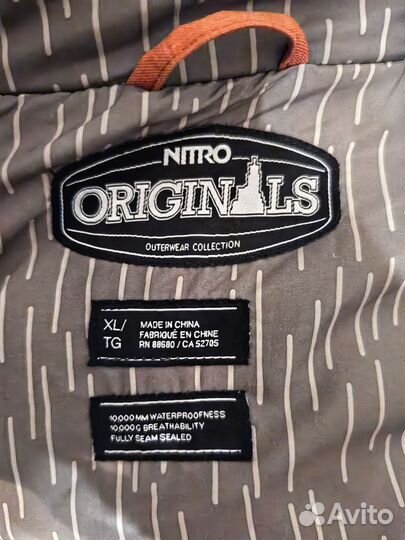 NITRO
ORIGINALS
OUTERWEAR COLLECTION
XL/
TG
MADE IN CHINA
FABRIQUÉ EN CHINE
RN 88680 / CA 52705
10,000 MM WATERPROOFNESS
10,000G BREATHABILITY
FULLY SEAM SEALED
Avito